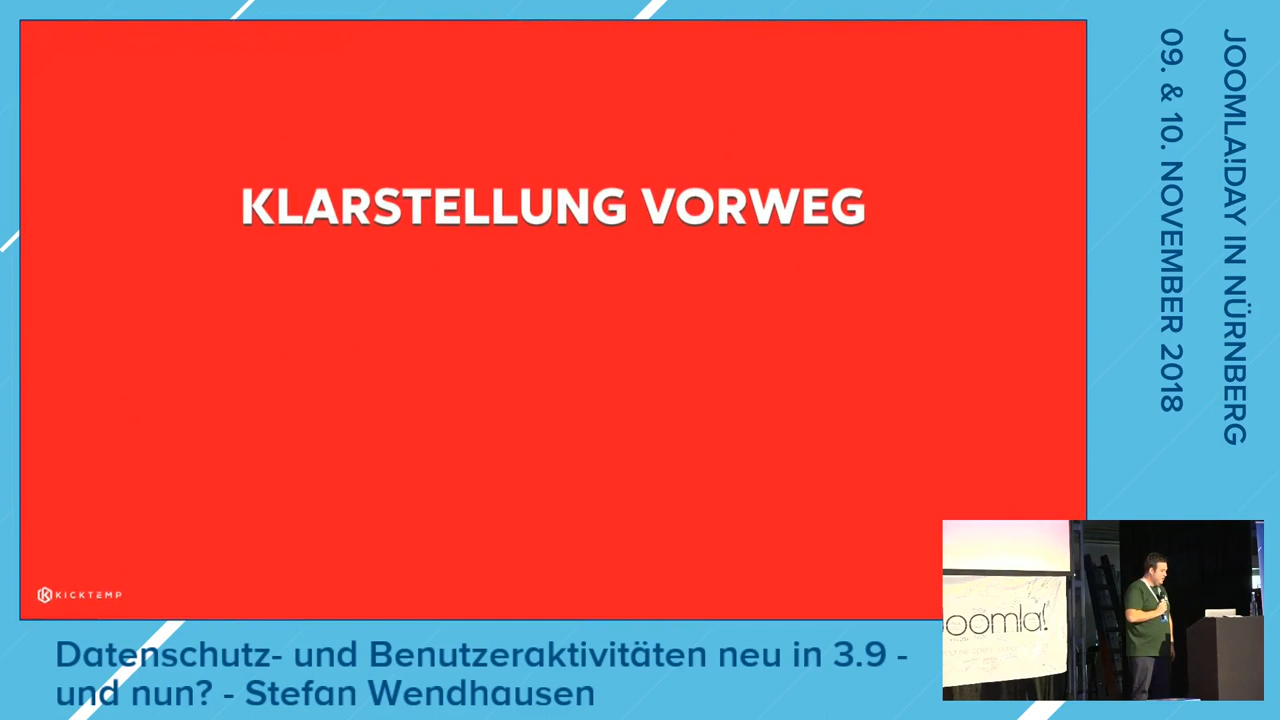 KLARSTELLUNG VORWEG
KICKTEMP
Datenschutz- und Benutzeraktivitäten neu in 3.9 -
und nun? - Stefan Wendhausen
JOOMLA!DAY IN NÜRNBERG
09. & 10. NOVEMBER 2018
Joomla!